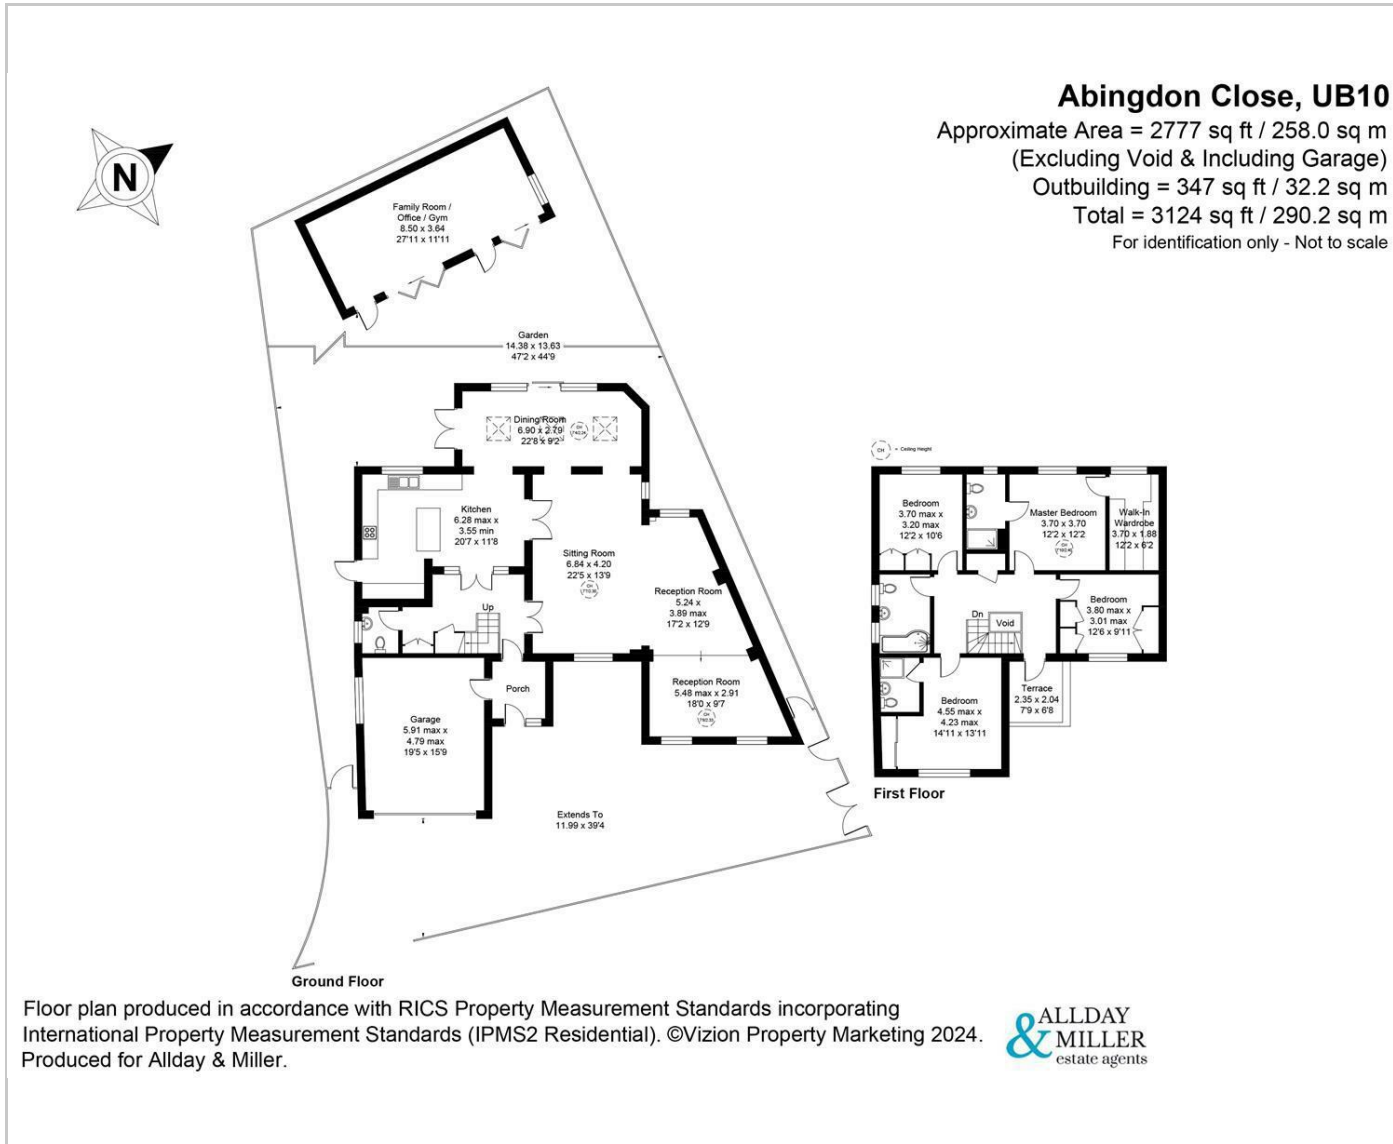 Abingdon Close, UB10
Approximate Area = 2777 sq ft / 258.0 sq m
(Excluding Void & Including Garage)
Outbuilding = 347 sq ft / 32.2 sq m
Total = 3124 sq ft / 290.2 sq m
For identification only - Not to scale
N
Family Room /
Office / Gym
8.50 x 3.64
27'11 x 11'11
Garden
14.38 x 13.63
47'2 x 44'9
Dining Room
6.90 x 2.79
22'8 x 9'2
CH
Kitchen
6.28 max x
3.55 min
20'7 x 11'8
Sitting Room
6.84 x 4.20
22'5 x 13'9
CH
Reception Room
5.24 x
3.89 max
17'2 x 12'9
Up
Reception Room
5.48 max x 2.91
18'0 x 9'7
CH
Porch
Garage
5.91 max x
4.79 max
19'5 x 15'9
Extends To
11.99 x 39'4
Ground Floor
CH = Ceiling Height
Bedroom
3.70 max x
3.20 max
12'2 x 10'6
Master Bedroom
3.70 x 3.70
12'2 x 12'2
CH
Walk-In
Wardrobe
3.70 x 1.88
12'2 x 6'2
Bedroom
3.80 max x
3.01 max
12'6 x 9'11
Dn
Void
Terrace
2.35 x 2.04
7'9 x 6'8
Bedroom
4.55 max x
4.23 max
14'11 x 13'11
First Floor
Floor plan produced in accordance with RICS Property Measurement Standards incorporating
International Property Measurement Standards (IPMS2 Residential). ©Vizion Property Marketing 2024.
Produced for Allday & Miller.
ALLDAY
& MILLER
estate agents